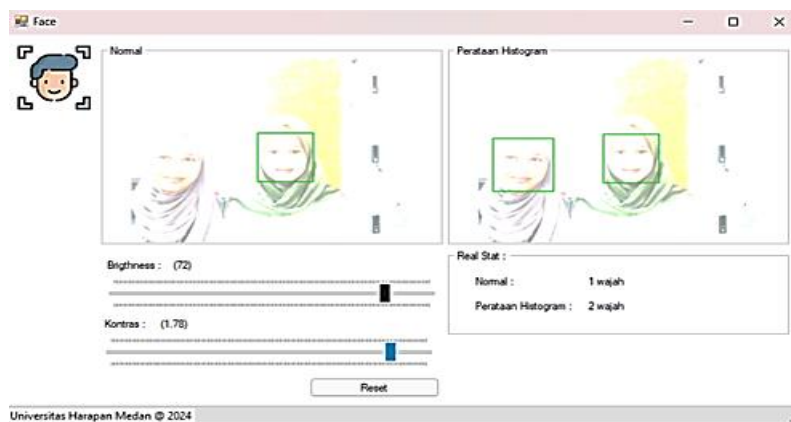 Face
Normal
Perataan Histogram
Brigthness : (72)
Kontras : (1.78)
Reset
Real Stat :
Normal : 1 wajah
Perataan Histogram : 2 wajah
Universitas Harapan Medan @ 2024